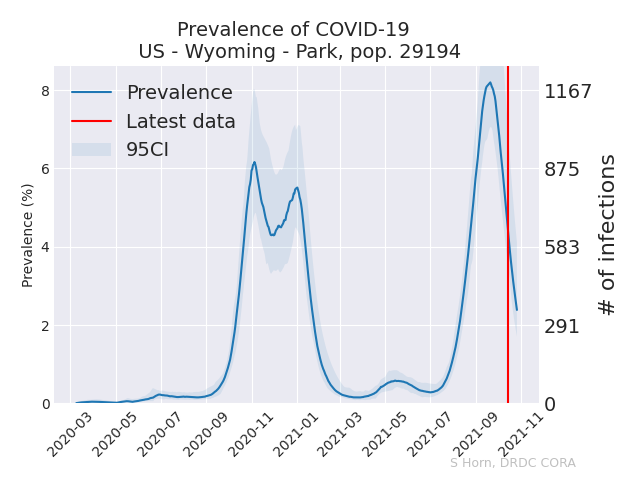 Prevalence of COVID-19
US - Wyoming - Park, pop. 29194
Prevalence
Latest data
95CI
Prevalence (%)
8
6
4
2
0
1167
875
583
291
0
# of infections
2020-03
2020-05
2020-07
2020-09
2020-11
2021-01
2021-03
2021-05
2021-07
2021-09
2021-11
S Horn, DRDC CORA